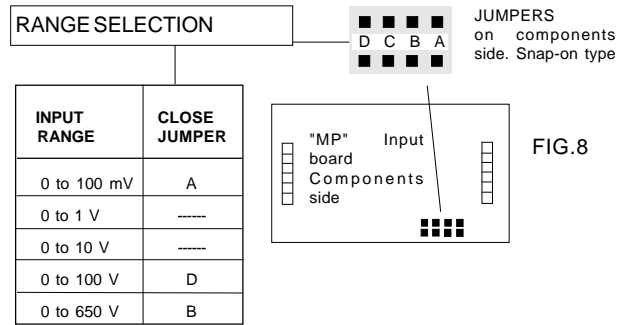 RANGE SELECTION
D C B A
JUMPERS
on components
side. Snap-on type
INPUT RANGE CLOSE JUMPER
0 to 100 mV A
0 to 1 V ------
0 to 10 V ------
0 to 100 V D
0 to 650 V B
"MP" Input
board
Components
side
FIG.8